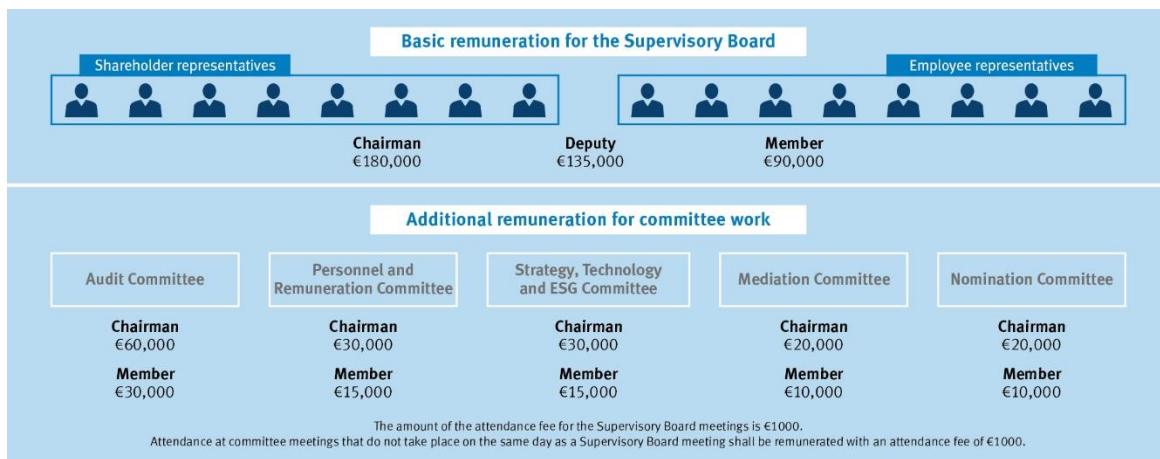 Basic remuneration for the Supervisory Board
Shareholder representatives
Employee representatives
Chairman
€180,000
Deputy
€135,000
Member
€90,000
Additional remuneration for committee work
Audit Committee
Chairman
€60,000
Member
€30,000
Personnel and
Remuneration Committee
Chairman
€30,000
Member
€15,000
Strategy, Technology
and ESG Committee
Chairman
€30,000
Member
€15,000
Mediation Committee
Chairman
€20,000
Member
€10,000
Nomination Committee
Chairman
€20,000
Member
€10,000
The amount of the attendance fee for the Supervisory Board meetings is €1000.
Attendance at committee meetings that do not take place on the same day as a Supervisory Board meeting shall be remunerated with an attendance fee of €1000.